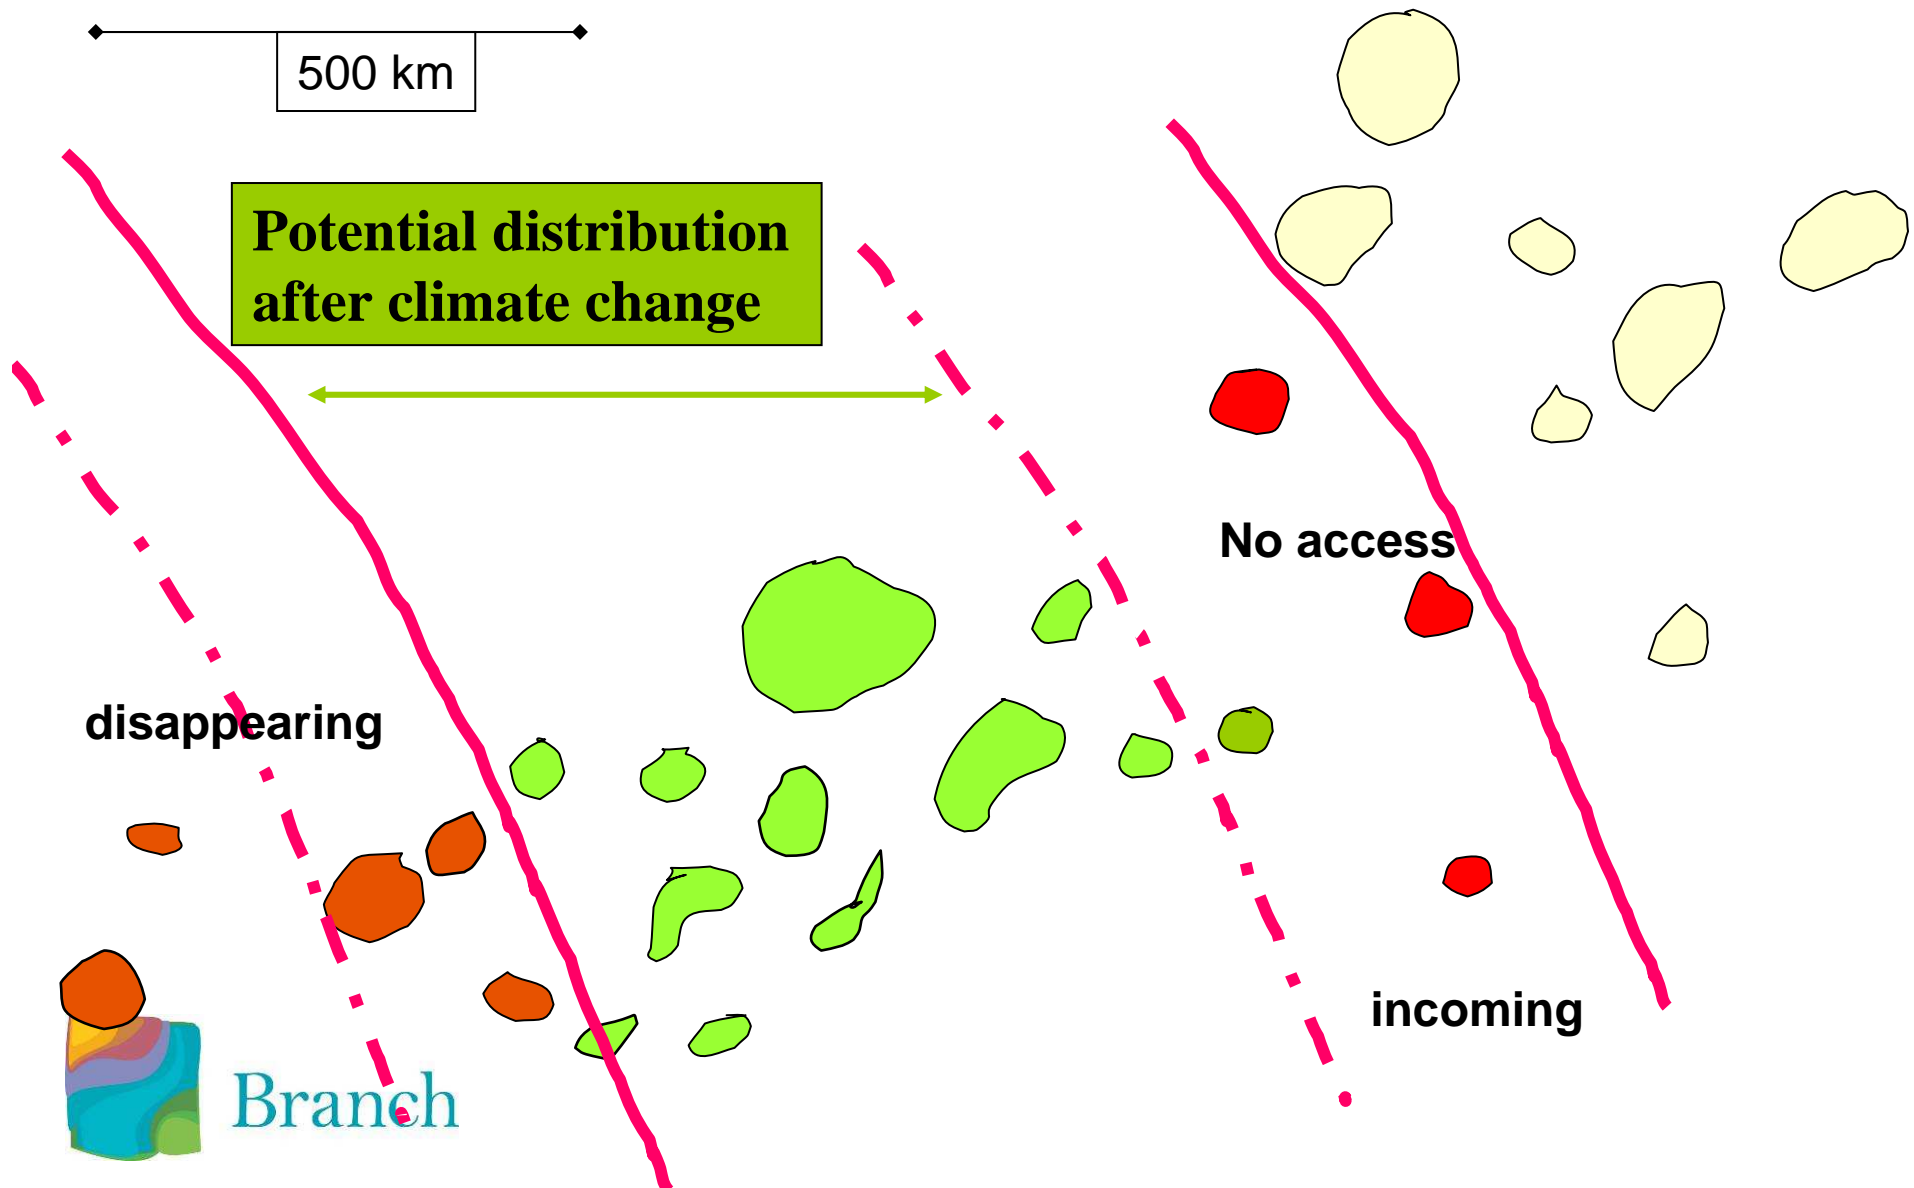 500 km
Potential distribution
after climate change
No access
disappearing
incoming
Branch